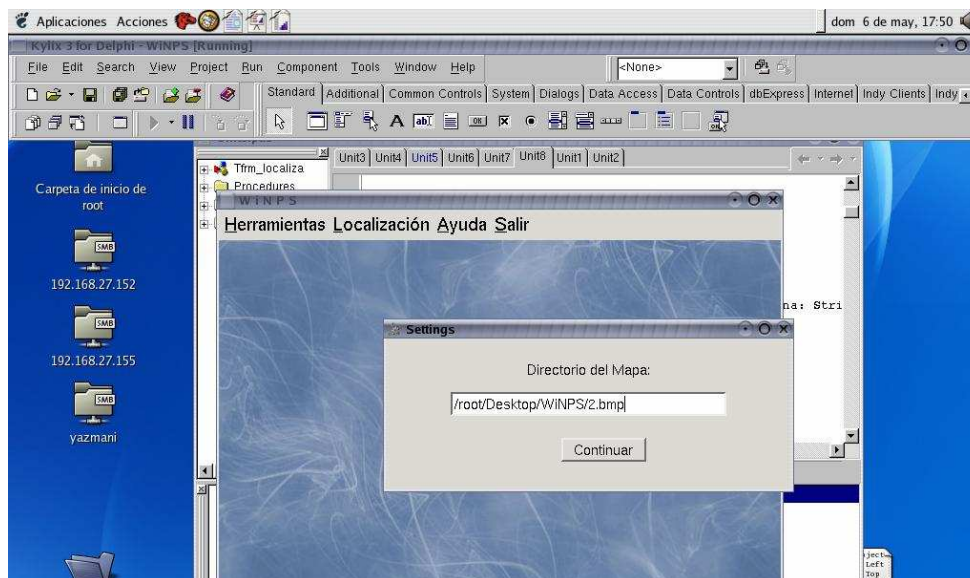 Aplicaciones Acciones
dom 6 de may, 17:50
Kylix 3 for Delphi - WiNPS [Running]
File Edit Search View Project Run Component Tools Window Help
<None>
Standard Additional Common Controls System Dialogs Data Access Data Controls dbExpress Internet Indy Clients Indy
Unit3 Unit4 Unit5 Unit6 Unit7 Unit8 Unit1 Unit2
Tfrm_localiza
Procedures
Carpeta de inicio de
root
WiNPS
Herramientas Localización Ayuda Salir
SMB
192.168.27.152
na: Stri
Settings
SMB
192.168.27.155
Directorio del Mapa:
/root/Desktop/WiNPS/2.bmp
SMB
yazmani
Continuar
ject
Left
Top